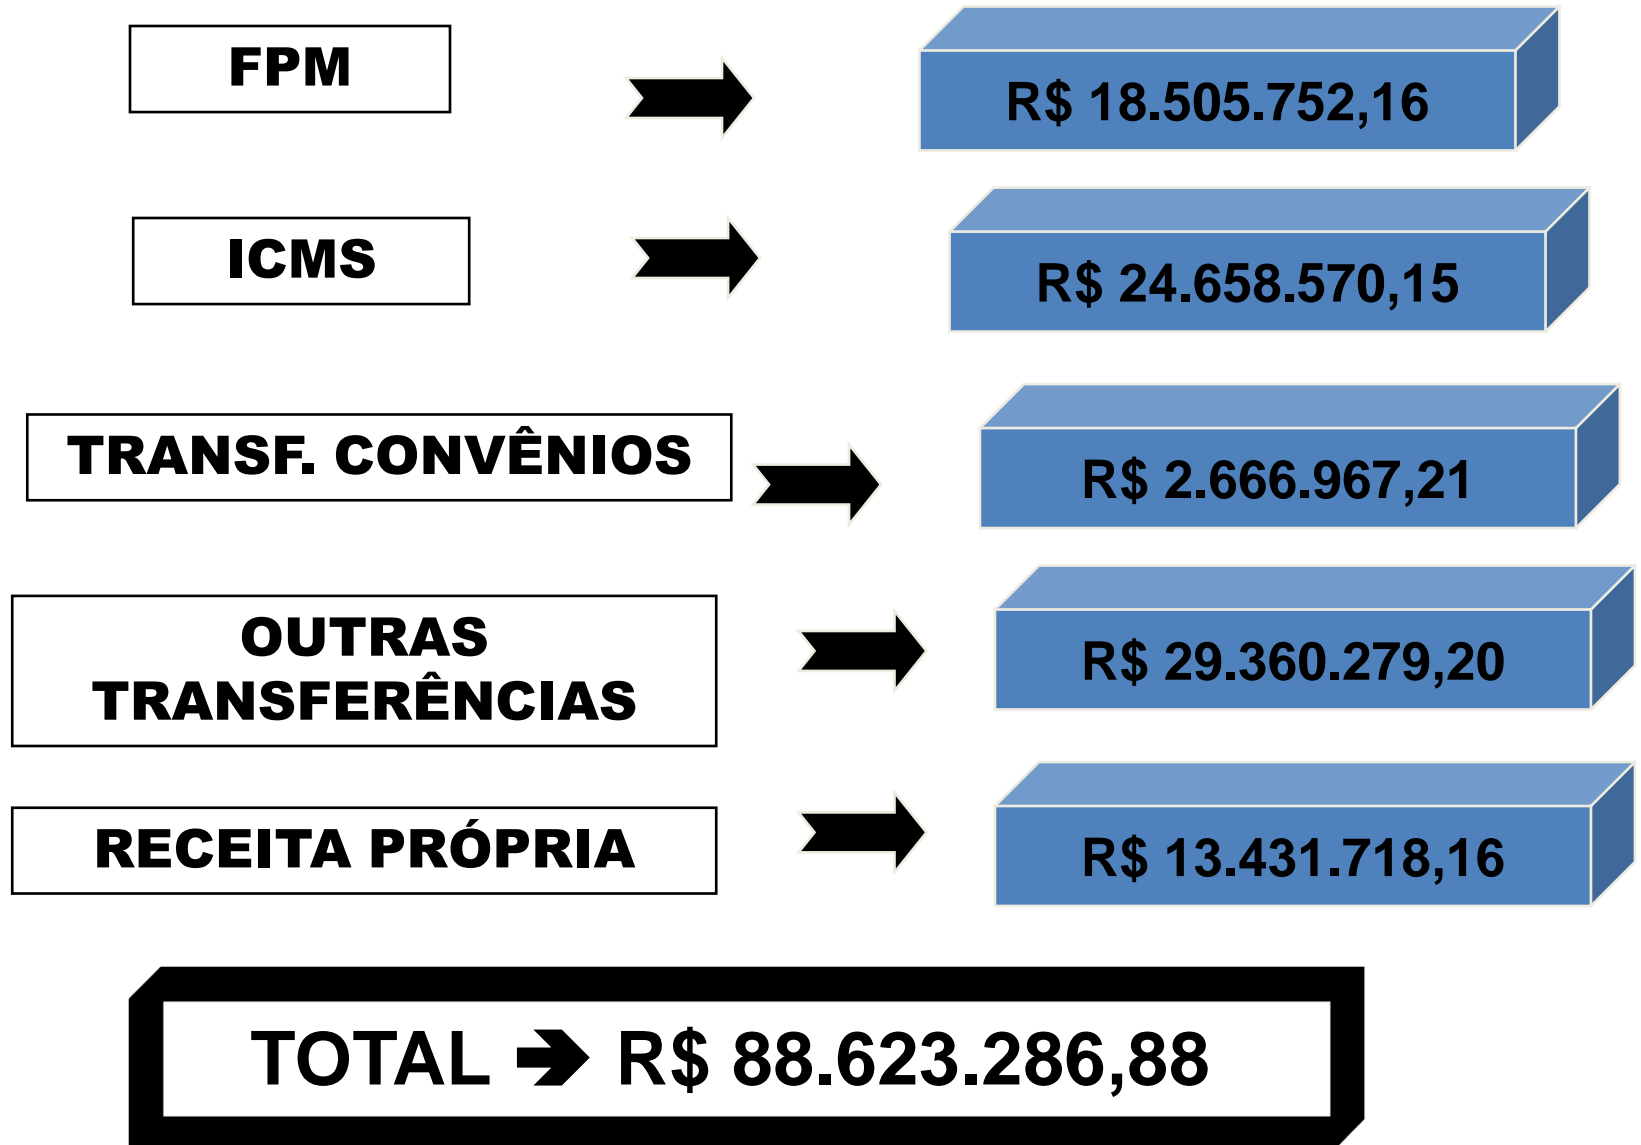 FPM
R$ 18.505.752,16
ICMS
R$ 24.658.570,15
TRANSF. CONVÊNIOS
R$ 2.666.967,21
OUTRAS
TRANSFERÊNCIAS
R$ 29.360.279,20
RECEITA PRÓPRIA
R$ 13.431.718,16
TOTAL ➔ R$ 88.623.286,88